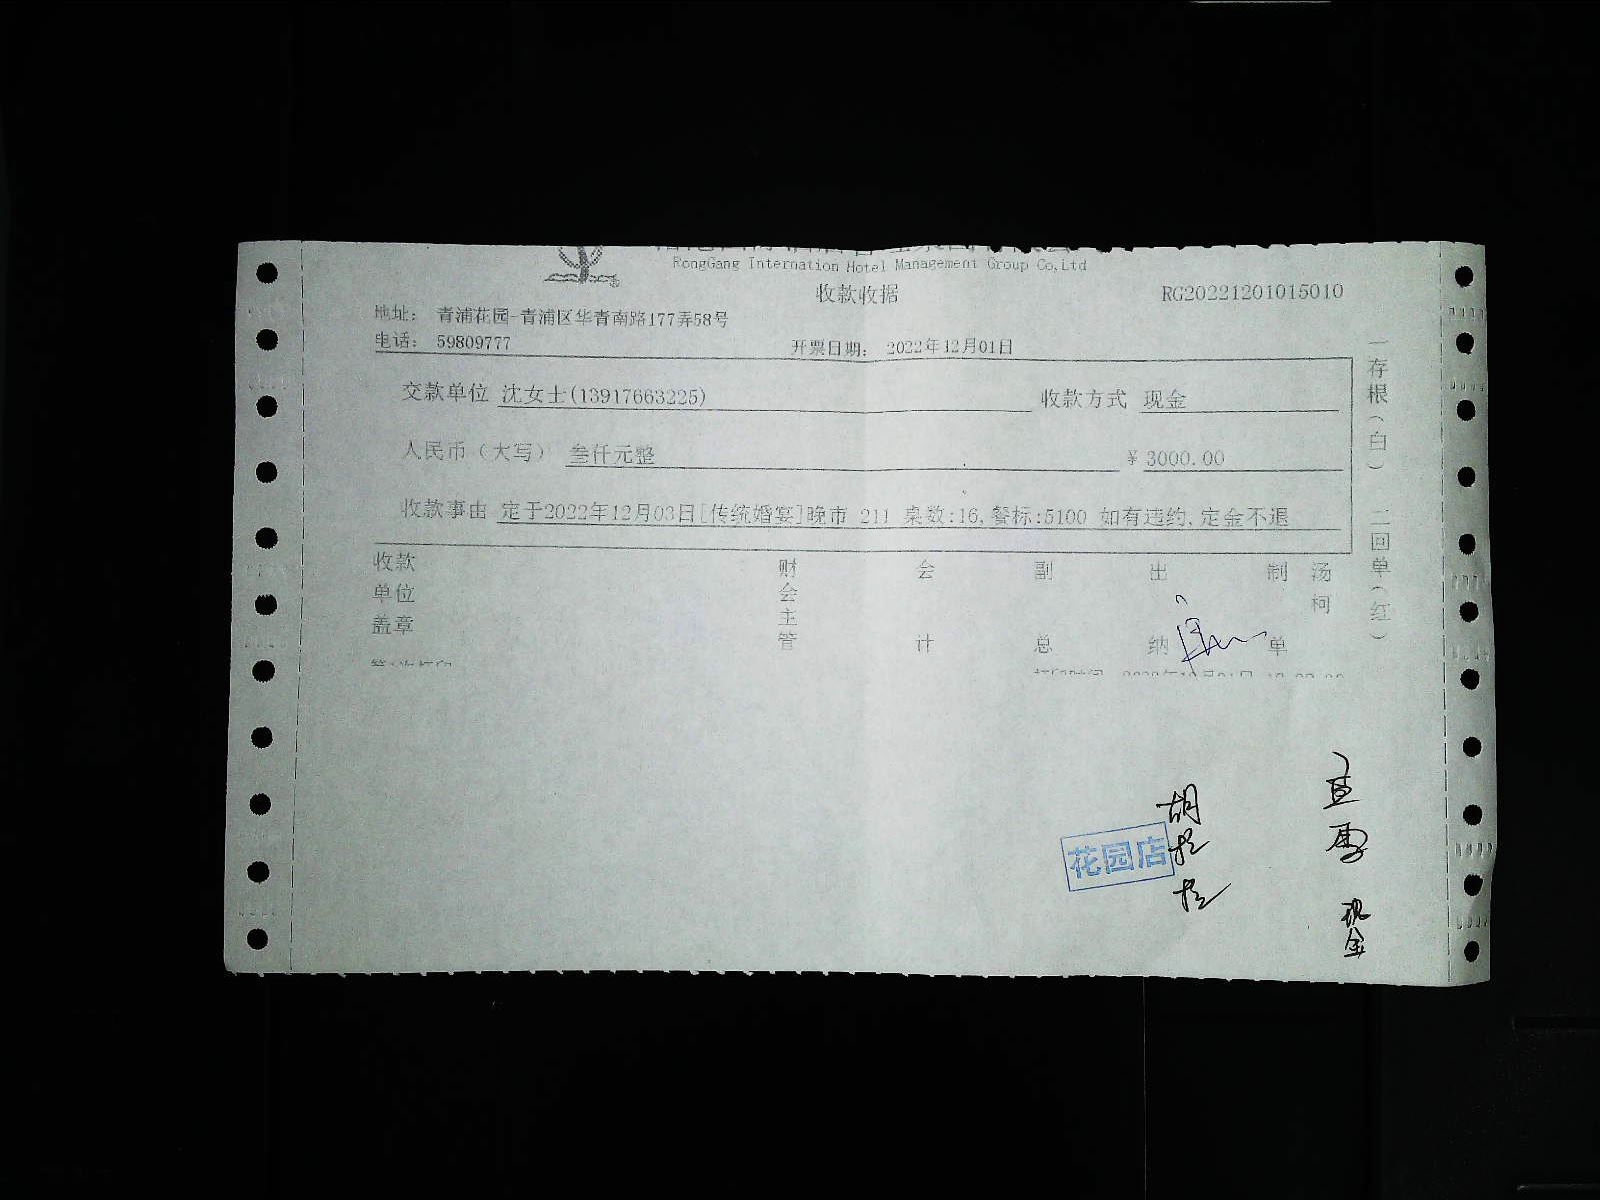 RongGang Internation Hotel Management Group Co,Ltd
收款收据
RG20221201015010
地址： 青浦花园-青浦区华青南路177弄58号
电话： 59809777
开票日期： 2022年12月01日
交款单位 沈女士(13917663225) 收款方式 现金
人民币（大写） 叁仟元整 ￥ 3000.00
收款事由 定于2022年12月03日[传统婚宴]晚市 211 桌数:16,餐标:5100 如有违约,定金不退
一存根（白） 二回单（红）
收款单位盖章
财会主管
会计
副总
出纳
制单
汤柯
花园店
现金